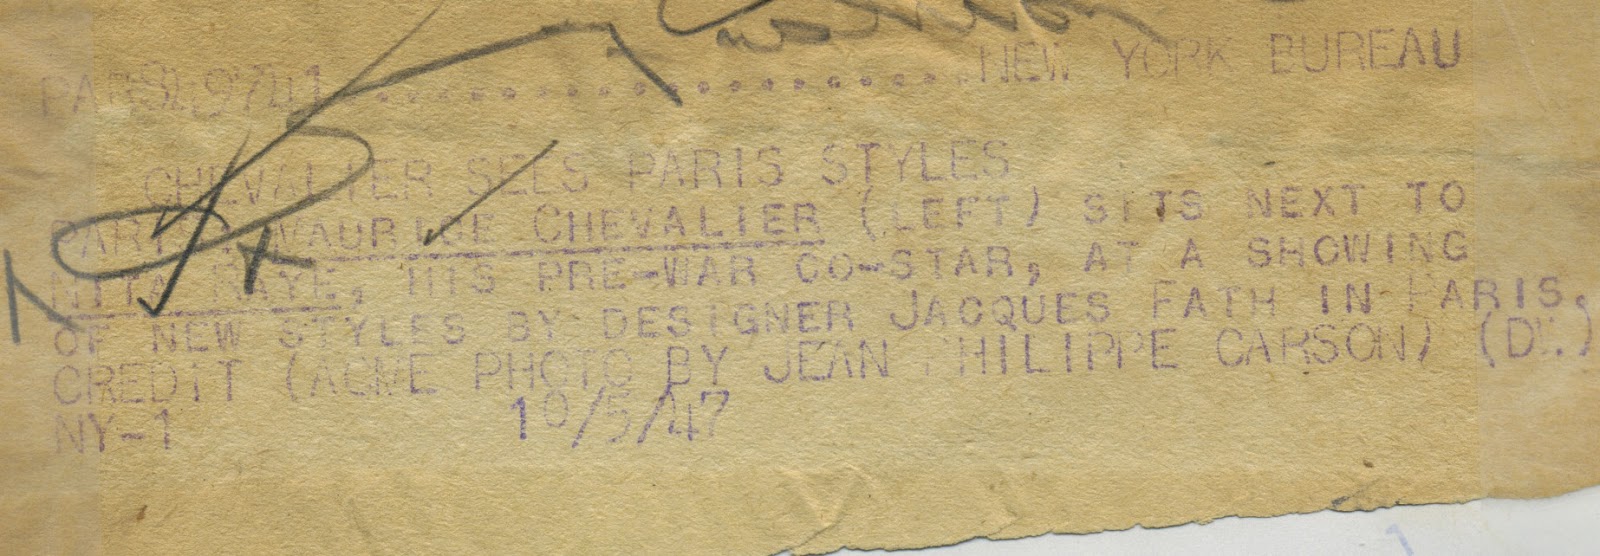 NEW YORK BUREAU
CHEVALIER SEES PARIS STYLES
MAURICE CHEVALIER (LEFT) SITS NEXT TO
NITA RAYE, HIS PRE-WAR CO-STAR, AT A SHOWING
OF NEW STYLES BY DESIGNER JACQUES FATH IN PARIS.
CREDIT (ACME PHOTO BY JEAN PHILIPPE CARSON)
NY-1 10/5/47